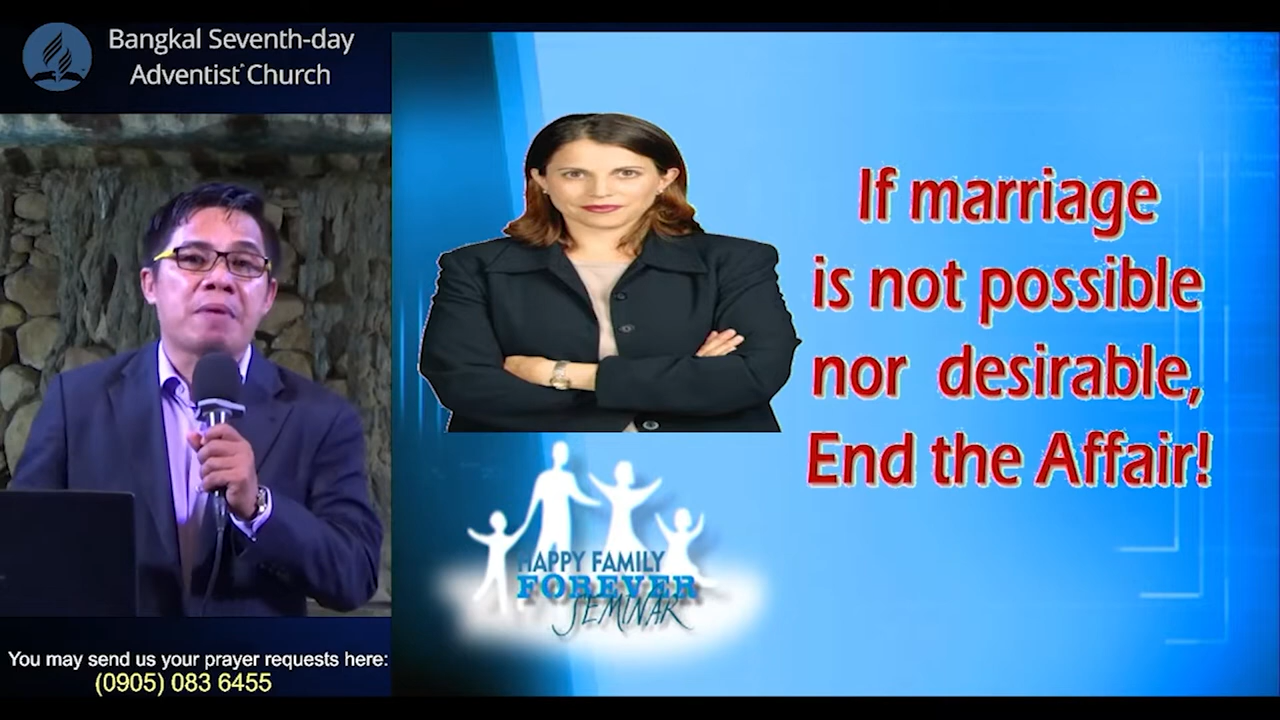 Bangkal Seventh-day
Adventist® Church
If marriage
is not possible
nor desirable,
End the Affair!
HAPPY FAMILY
FOREVER
SEMINAR
You may send us your prayer requests here:
(0905) 083 6455